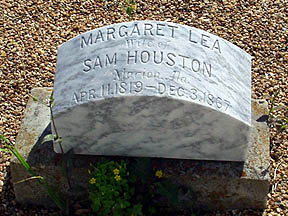 MARGARET LEA
Wife of
SAM HOUSTON
Marion Ala.
APR. 11. 1819 — DEC. 3. 1867